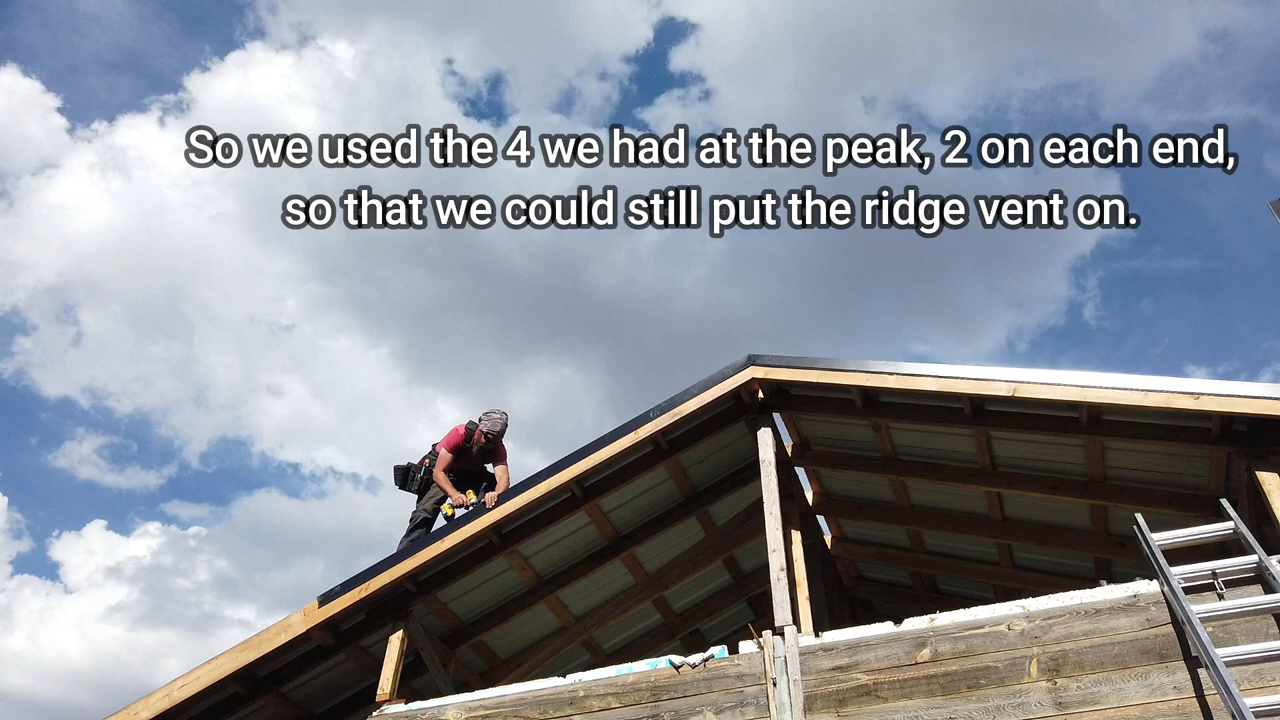 So we used the 4 we had at the peak, 2 on each end,
so that we could still put the ridge vent on.